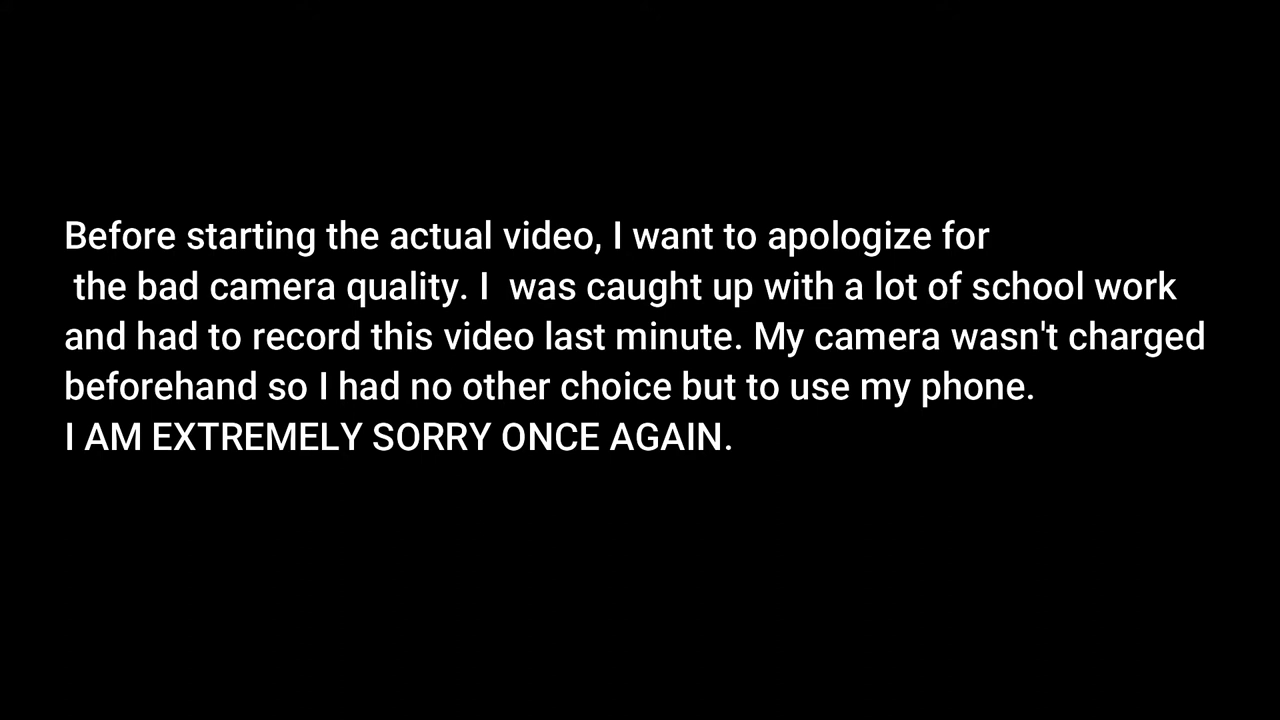 Before starting the actual video, I want to apologize for
the bad camera quality. I  was caught up with a lot of school work
and had to record this video last minute. My camera wasn't charged
beforehand so I had no other choice but to use my phone.
I AM EXTREMELY SORRY ONCE AGAIN.